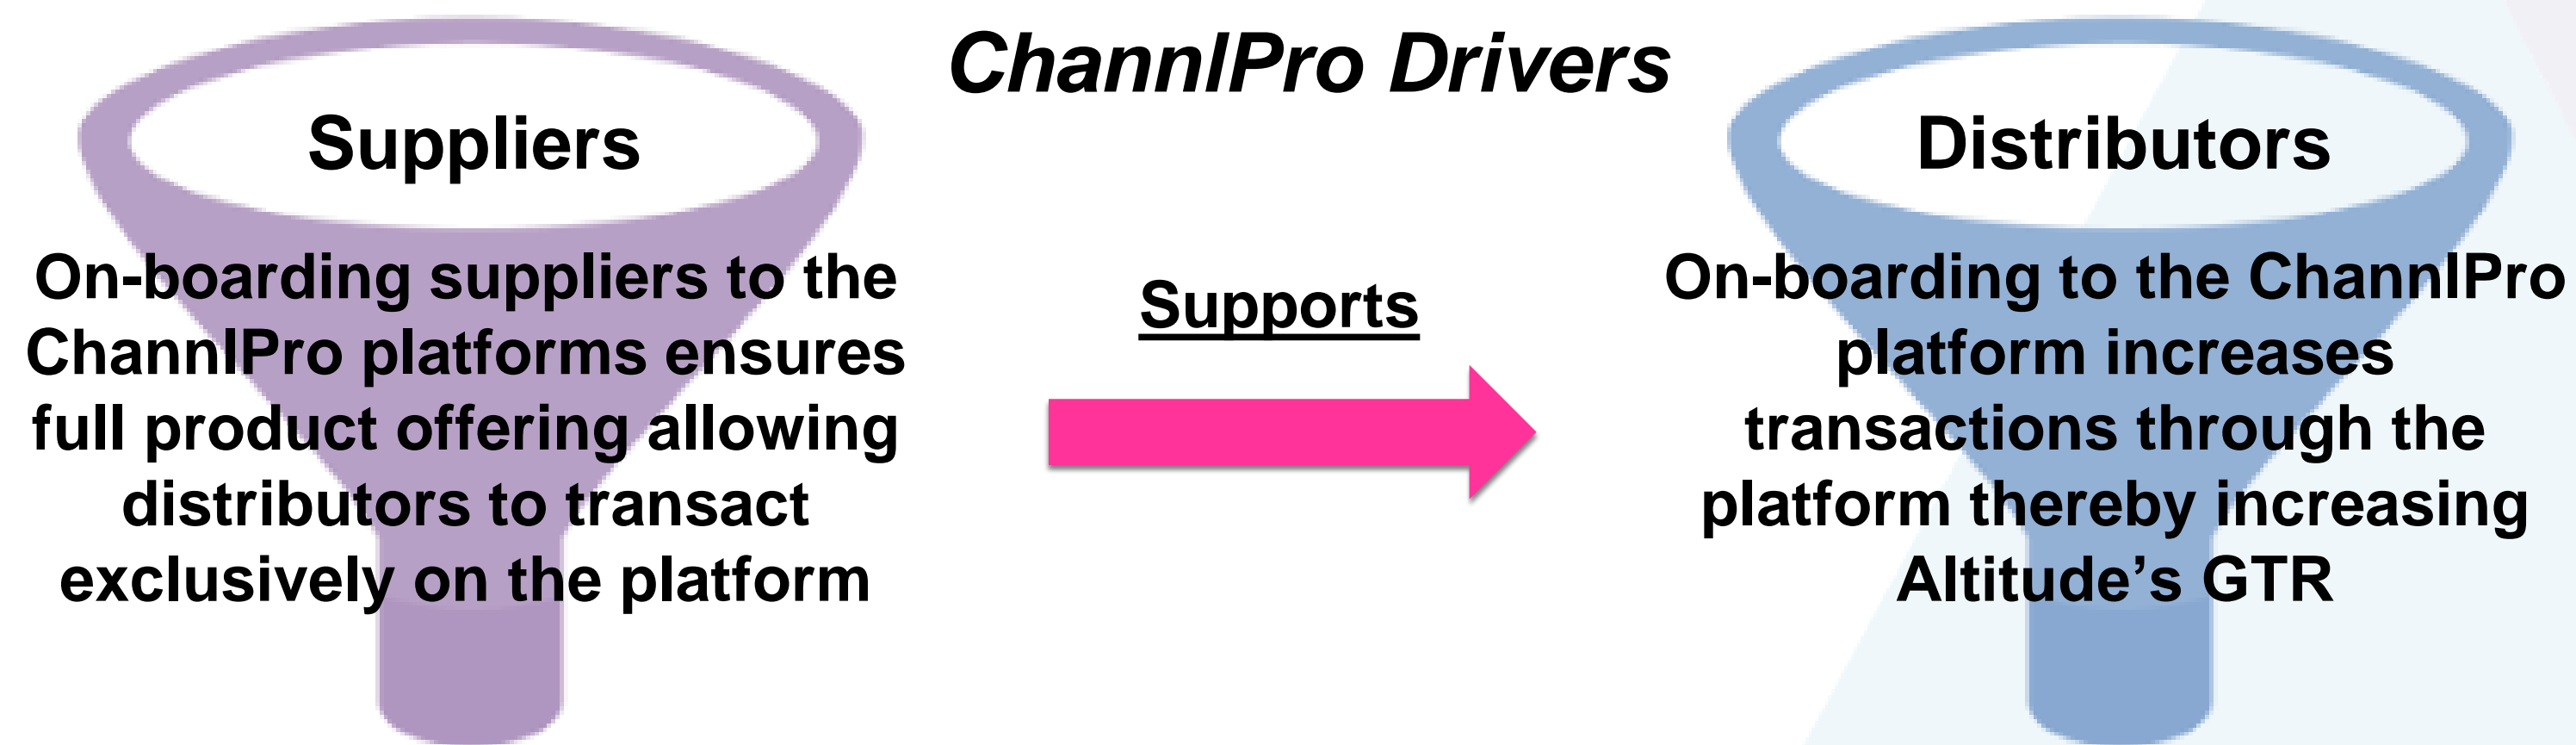 ChannlPro Drivers
Suppliers
On-boarding suppliers to the
ChannlPro platforms ensures
full product offering allowing
distributors to transact
exclusively on the platform
Supports
Distributors
On-boarding to the ChannlPro
platform increases
transactions through the
platform thereby increasing
Altitude’s GTR